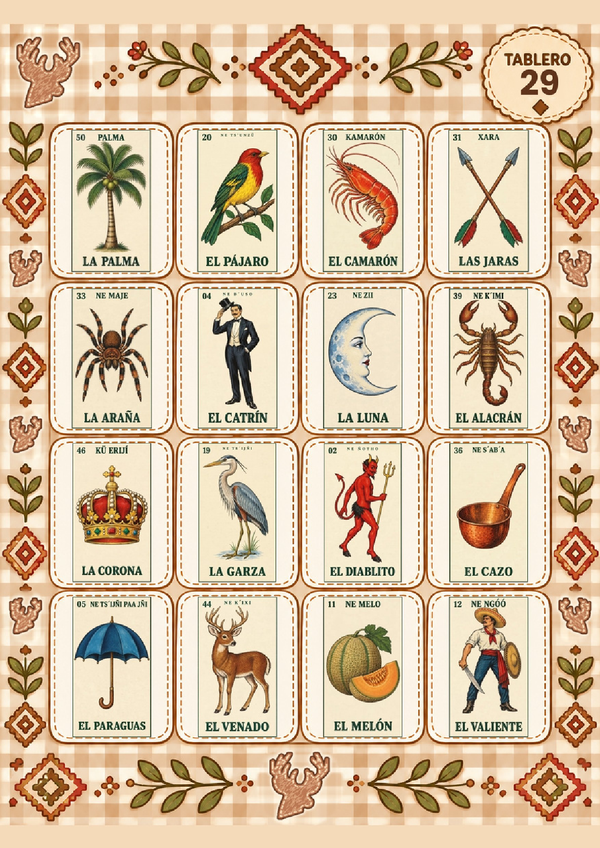 TABLERO
29
50 PALMA
LA PALMA
20
EL PÁJARO
30 KAMARÓN
EL CAMARÓN
31 XARA
LAS JARAS
33 NE MAJE
LA ARAÑA
04
EL CATRÍN
23 NE ZII
LA LUNA
39 NE K'IMI
EL ALACRÁN
46 KŪ ERIJÍ
LA CORONA
19
LA GARZA
02
EL DIABLITO
36 NE S'AB'A
EL CAZO
05 NE TS'IJÑI PAA JÑI
EL PARAGUAS
44
EL VENADO
11 NE MELO
EL MELÓN
12 NE NGÓÓ
EL VALIENTE